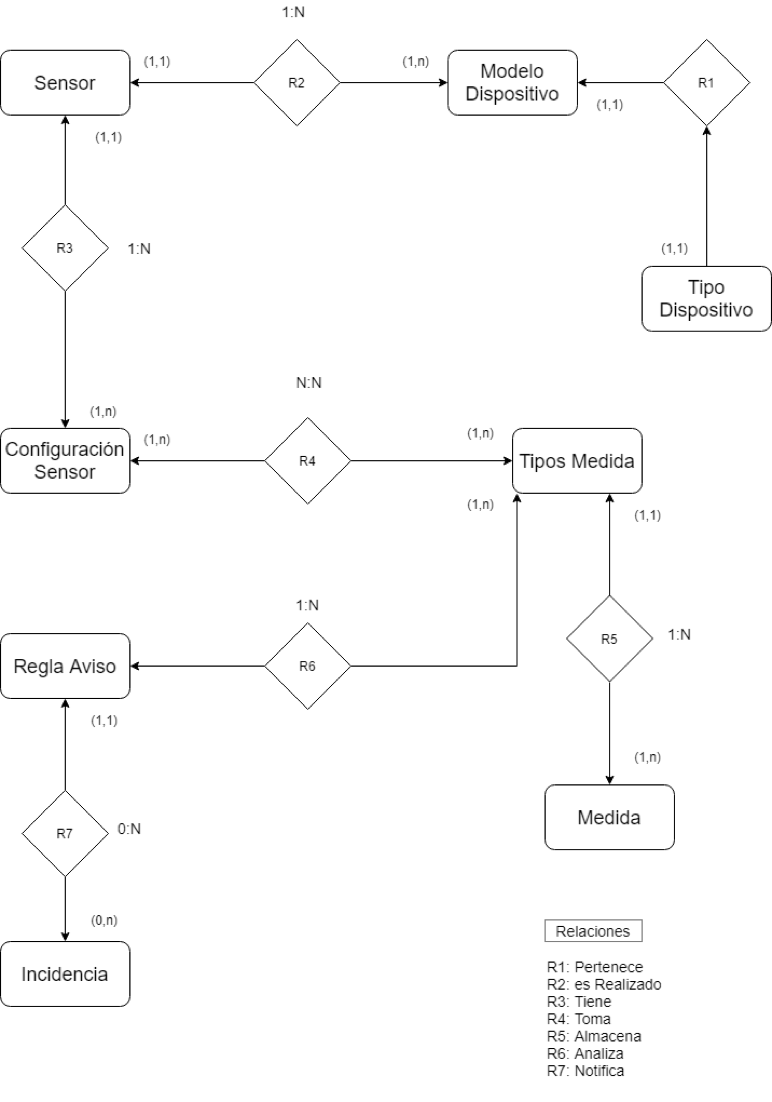 1:N
Sensor
(1,1)
R2
(1,n)
Modelo
Dispositivo
(1,1)
R1
(1,1)
R3
1:N
(1,1)
Tipo
Dispositivo
N:N
(1,n)
Configuración
Sensor
(1,n)
R4
(1,n)
Tipos Medida
(1,n)
(1,1)
1:N
Regla Aviso
R6
R5
1:N
(1,1)
(1,n)
R7
0:N
Medida
(0,n)
Incidencia
Relaciones
R1: Pertenece
R2: es Realizado
R3: Tiene
R4: Toma
R5: Almacena
R6: Analiza
R7: Notifica